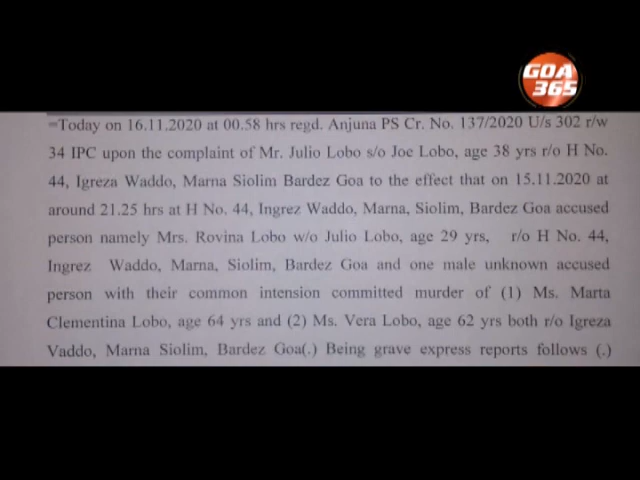 GOA
365
=Today on 16.11.2020 at 00.58 hrs regd. Anjuna PS Cr. No. 137/2020 U/s 302 r/w
34 IPC upon the complaint of Mr. Julio Lobo s/o Joe Lobo, age 38 yrs r/o H No.
44, Igreza Waddo, Marna Siolim Bardez Goa to the effect that on 15.11.2020 at
around 21.25 hrs at H No. 44, Ingrez Waddo, Marna, Siolim, Bardez Goa accused
person namely Mrs. Rovina Lobo w/o Julio Lobo, age 29 yrs, r/o H No. 44,
Ingrez Waddo, Marna, Siolim, Bardez Goa and one male unknown accused
person with their common intension committed murder of (1) Ms. Marta
Clementina Lobo, age 64 yrs and (2) Ms. Vera Lobo, age 62 yrs both r/o Igreza
Vaddo, Marna Siolim, Bardez Goa(.) Being grave express reports follows (.)